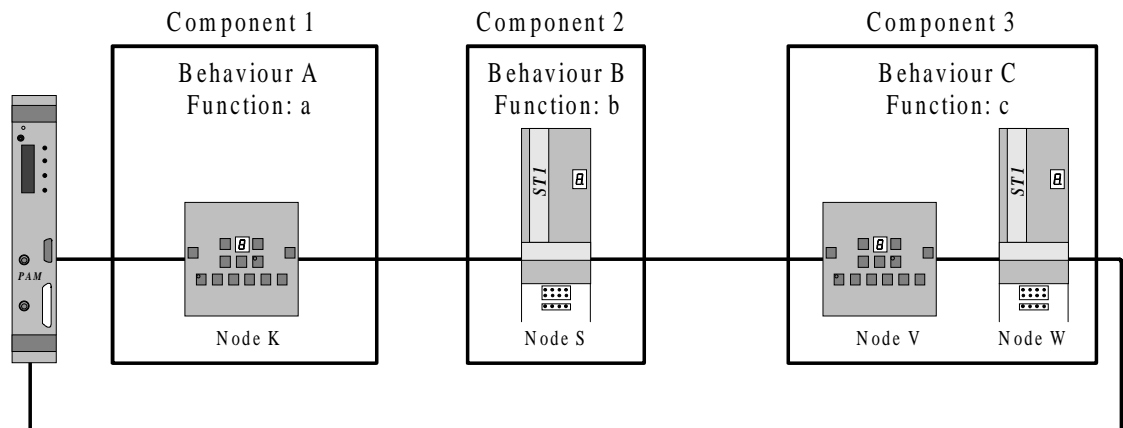 Component 1
Component 2
Component 3
Behaviour A
Function: a
Behaviour B
Function: b
Behaviour C
Function: c
ST1
8
ST1
8
8
8
PAM
Node K
Node S
Node V
Node W